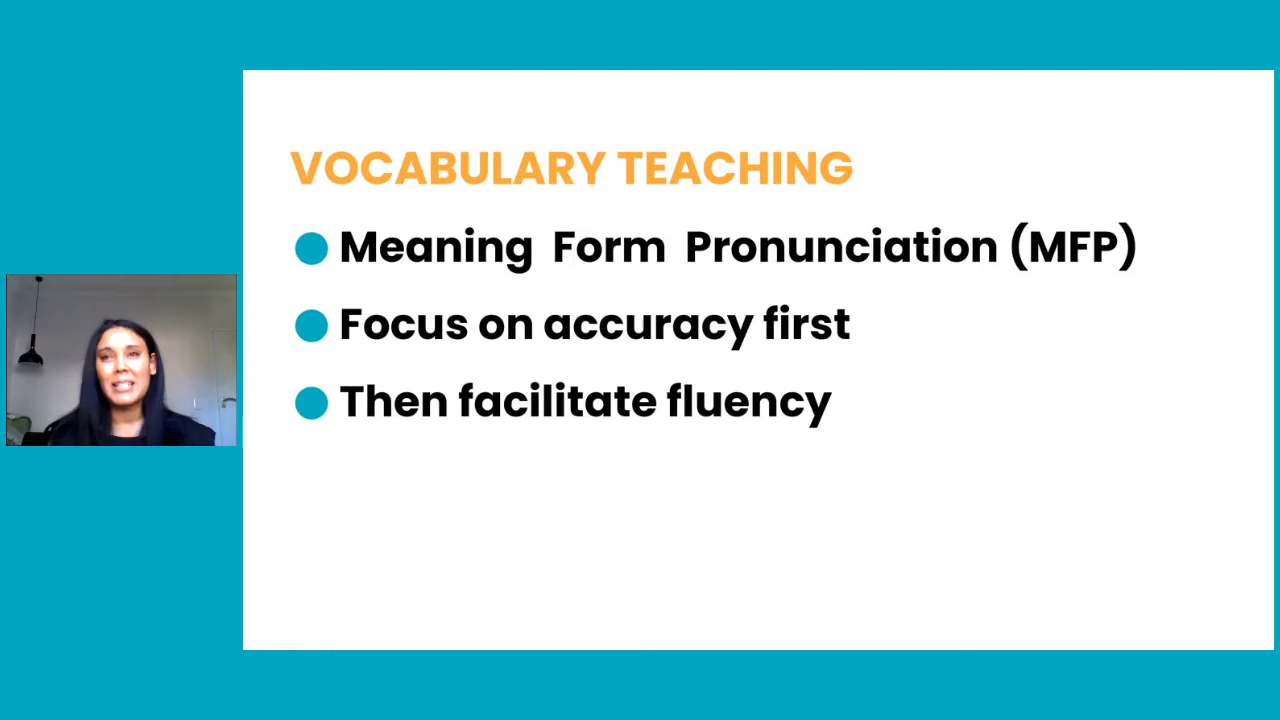 VOCABULARY TEACHING
Meaning Form Pronunciation (MFP)
Focus on accuracy first
Then facilitate fluency